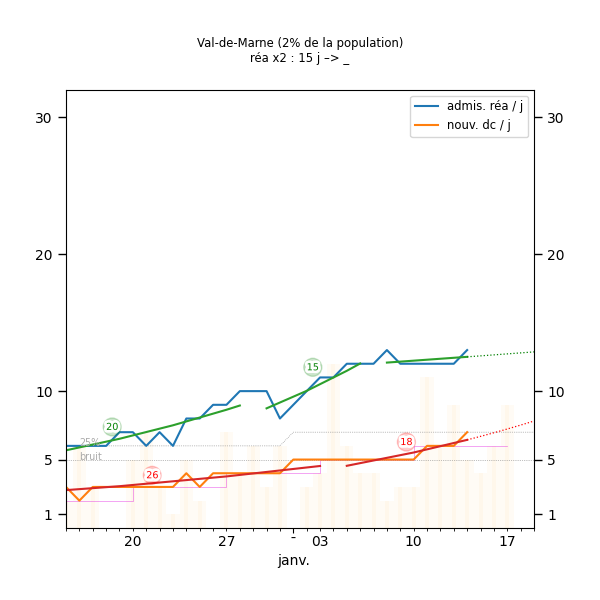 Val-de-Marne (2% de la population)
réa x2 : 15 j –> _
admis. réa / j
nouv. dc / j
30 30
20 20
15
10 10
20
18
25%
bruit
26
5 5
1 1
20 27 - 03 10 17
janv.